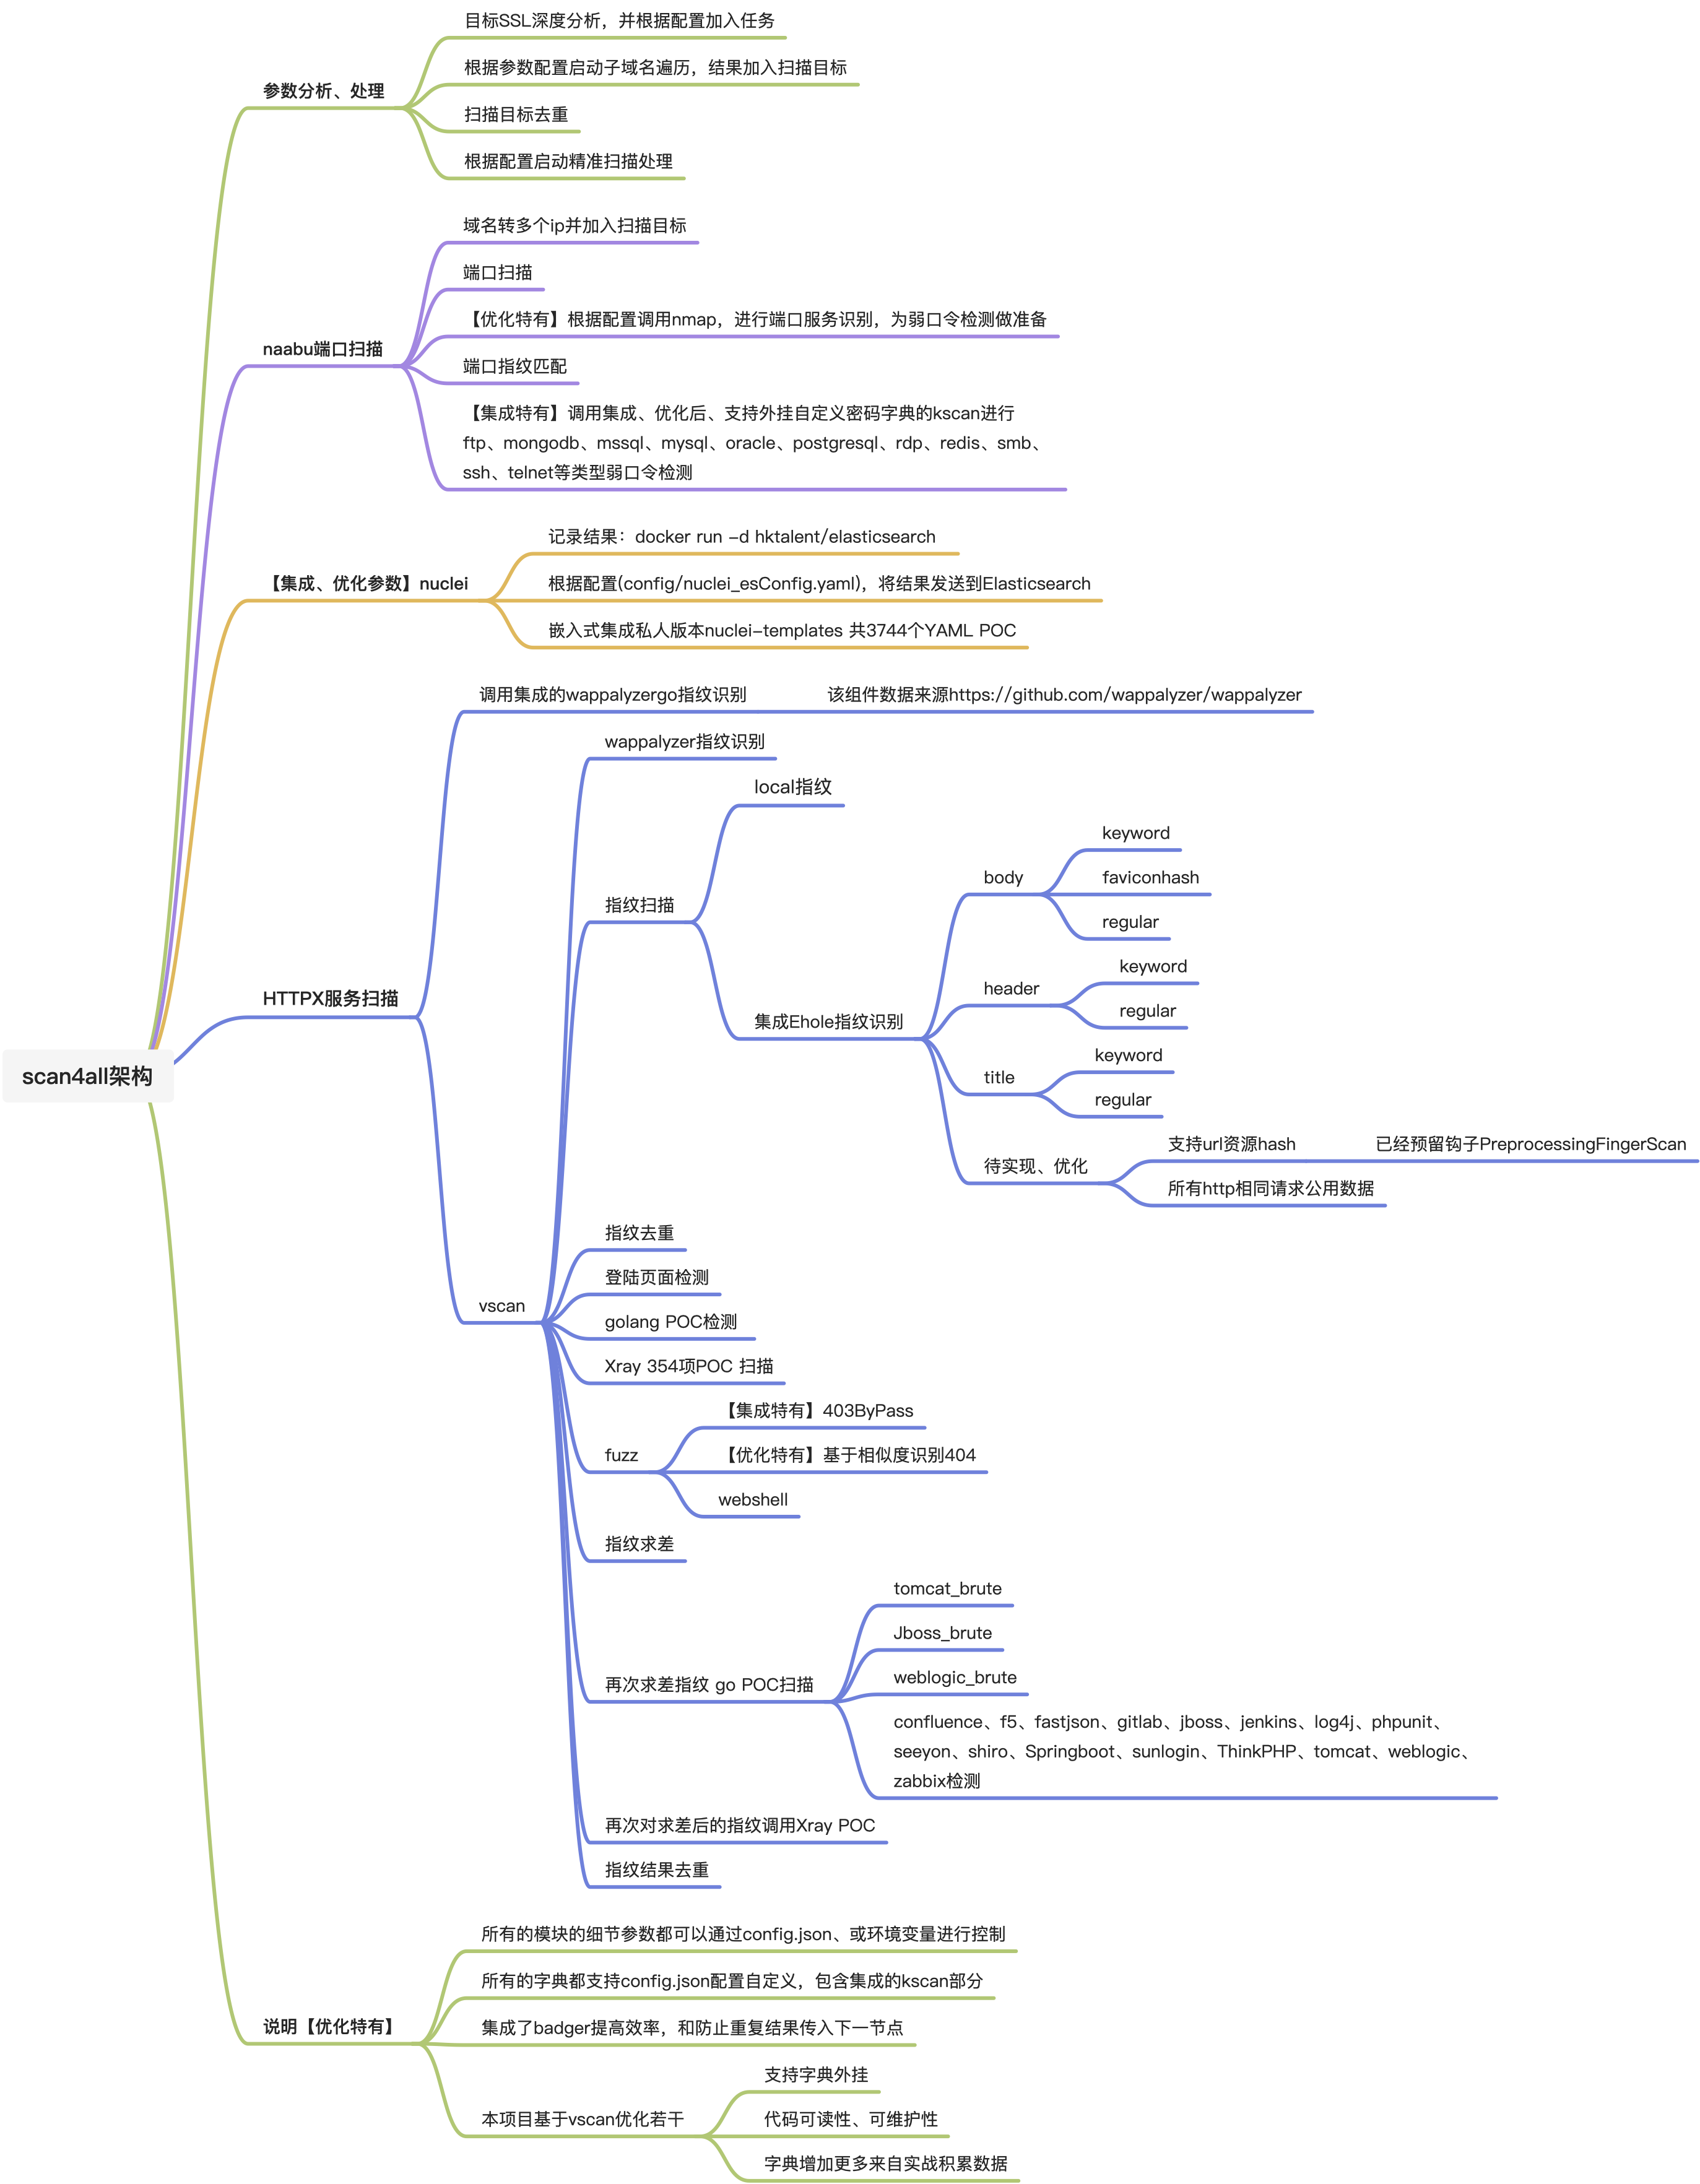 目标SSL深度分析，并根据配置加入任务
根据参数配置启动子域名遍历，结果加入扫描目标
参数分析、处理
扫描目标去重
根据配置启动精准扫描处理
域名转多个ip并加入扫描目标
端口扫描
【优化特有】根据配置调用nmap，进行端口服务识别，为弱口令检测做准备
naabu端口扫描
端口指纹匹配
【集成特有】调用集成、优化后、支持外挂自定义密码字典的kscan进行
ftp、mongodb、mssql、mysql、oracle、postgresql、rdp、redis、smb、
ssh、telnet等类型弱口令检测
记录结果：docker run -d hktalent/elasticsearch
【集成、优化参数】nuclei
根据配置(config/nuclei_esConfig.yaml)，将结果发送到Elasticsearch
嵌入式集成私人版本nuclei-templates 共3744个YAML POC
调用集成的wappalyzergo指纹识别
该组件数据来源https://github.com/wappalyzer/wappalyzer
wappalyzer指纹识别
local指纹
keyword
body
faviconhash
指纹扫描
regular
keyword
header
HTTPX服务扫描
regular
集成Ehole指纹识别
keyword
title
regular
scan4all架构
支持url资源hash
已经预留钩子PreprocessingFingerScan
待实现、优化
所有http相同请求公用数据
指纹去重
登陆页面检测
vscan
golang POC检测
Xray 354项POC 扫描
【集成特有】403ByPass
fuzz
【优化特有】基于相似度识别404
webshell
指纹求差
tomcat_brute
Jboss_brute
再次求差指纹 go POC扫描
weblogic_brute
confluence、f5、fastjson、gitlab、jboss、jenkins、log4j、phpunit、
seeyon、shiro、Springboot、sunlogin、ThinkPHP、tomcat、weblogic、
zabbix检测
再次对求差后的指纹调用Xray POC
指纹结果去重
所有的模块的细节参数都可以通过config.json、或环境变量进行控制
所有的字典都支持config.json配置自定义，包含集成的kscan部分
说明【优化特有】
集成了badger提高效率，和防止重复结果传入下一节点
支持字典外挂
本项目基于vscan优化若干
代码可读性、可维护性
字典增加更多来自实战积累数据